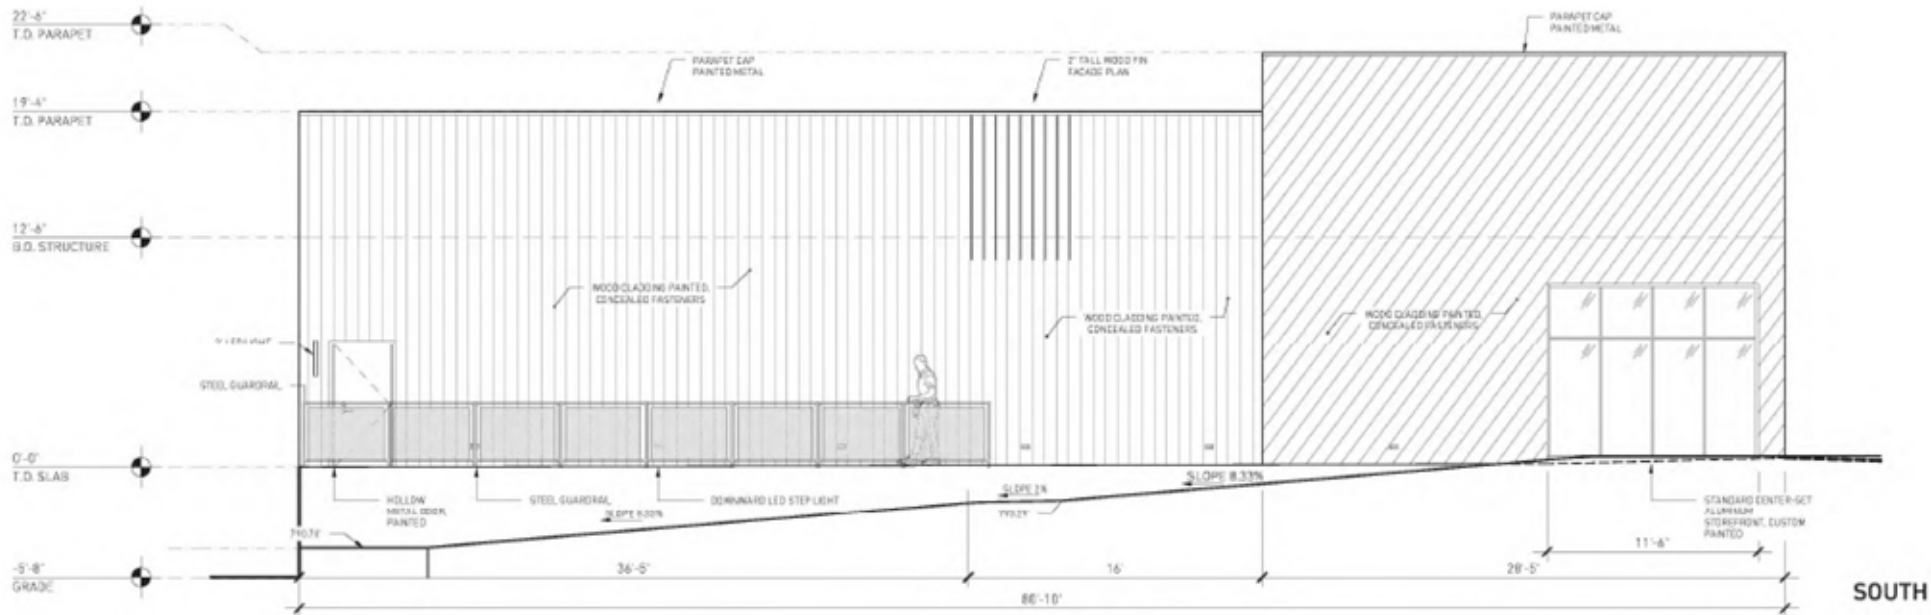 22'-6"
T.O. PARAPET
PARAPET CAP
PAINTED METAL
PARAPET CAP
PAINTED METAL
2" TALL WOOD FIN
FACADE PLAN
19'-4"
T.O. PARAPET
12'-6"
B.O. STRUCTURE
WOOD CLADDING PAINTED,
CONCEALED FASTENERS
WOOD CLADDING PAINTED,
CONCEALED FASTENERS
WOOD CLADDING PAINTED,
CONCEALED FASTENERS
STEEL GUARDRAIL
0'-0"
T.O. SLAB
HOLLOW
METAL DOOR,
PAINTED
STEEL GUARDRAIL
DOWNWARD LED STEP LIGHT
SLOPE 8.33%
SLOPE 2%
SLOPE 8.33%
STANDARD CENTER-SET
ALUMINUM
STOREFRONT, CUSTOM
PAINTED
11'-6"
-5'-8"
GRADE
36'-5"
16'
28'-5"
86'-10"
SOUTH